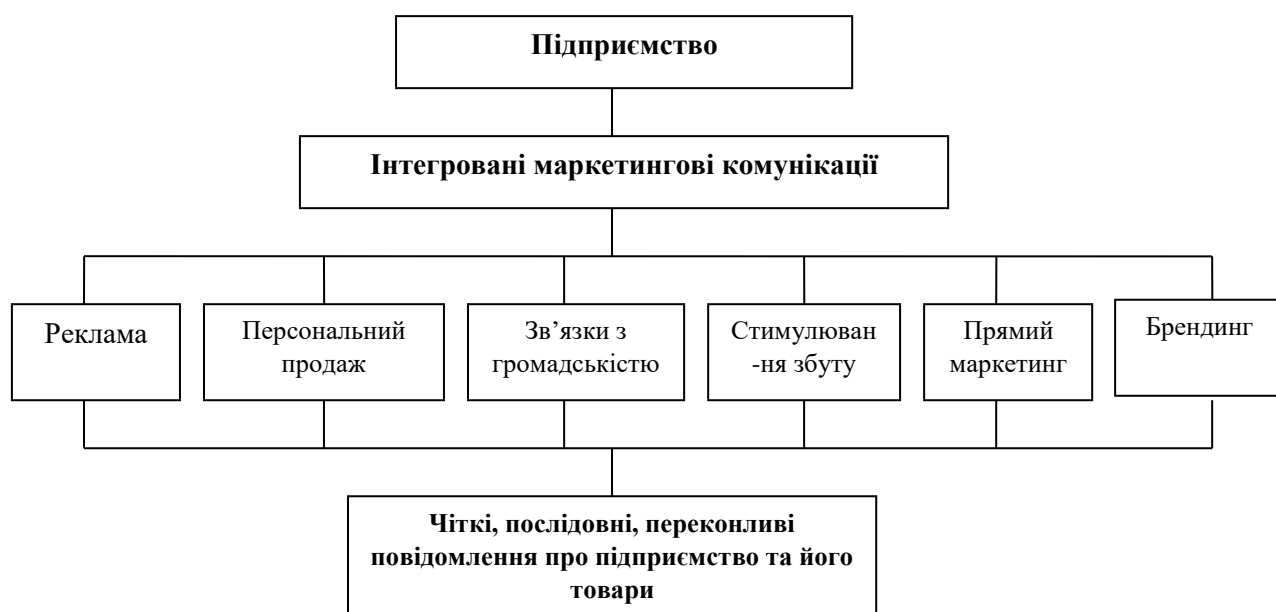 Підприємство
Інтегровані маркетингові комунікації
Реклама
Персональний
продаж
Зв’язки з
громадськістю
Стимулюван
-ня збуту
Прямий
маркетинг
Брендинг
Чіткі, послідовні, переконливі
повідомлення про підприємство та його
товари